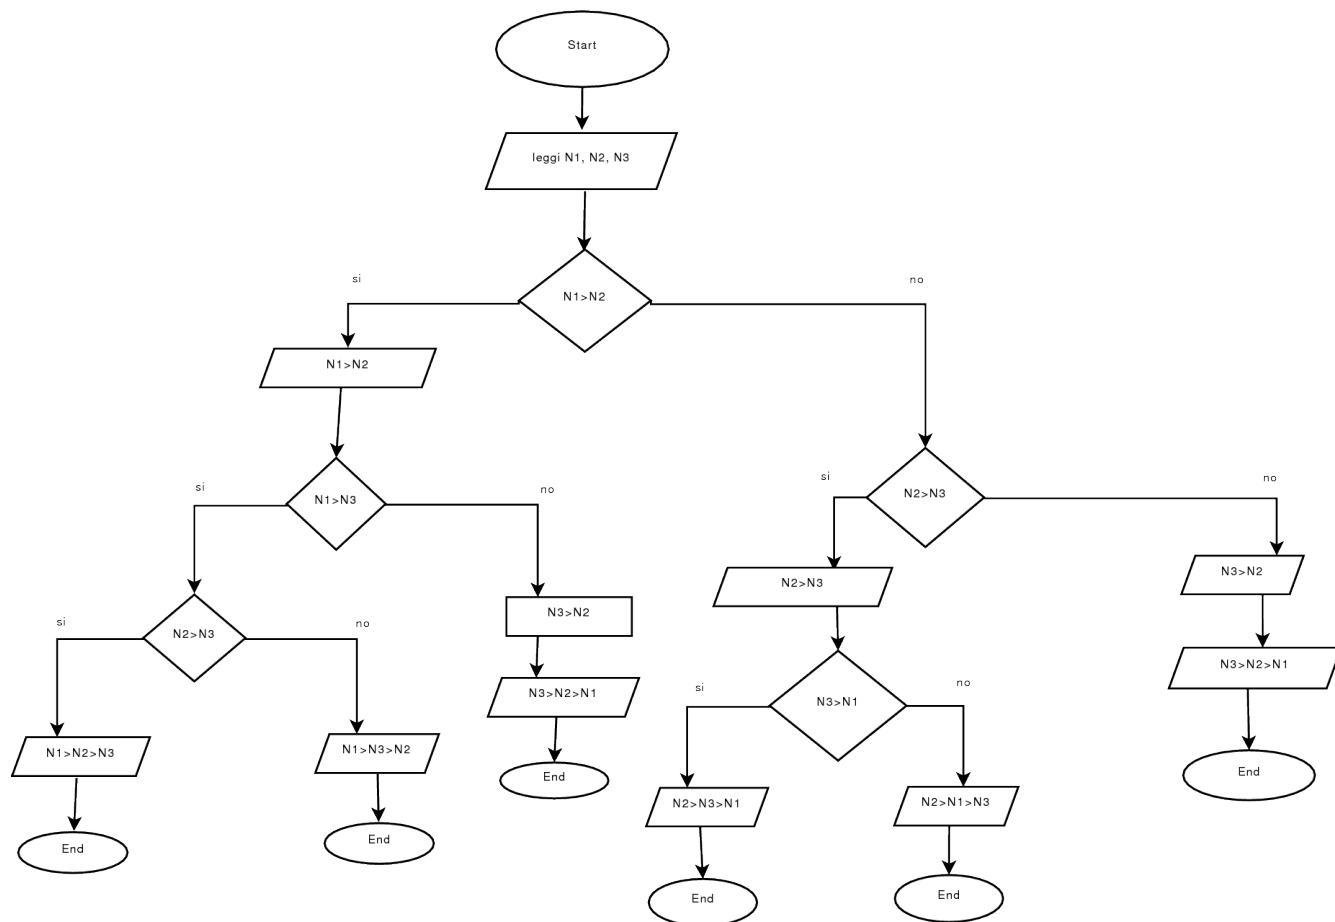 Start
leggi N1, N2, N3
N1>N2
si
no
N1>N2
N1>N3
si
no
N2>N3
si
no
N2>N3
si
no
N1>N2>N3
End
N1>N3>N2
End
N3>N2
N3>N2>N1
End
N2>N3
N3>N1
si
no
N2>N3>N1
End
N2>N1>N3
End
N3>N2
N3>N2>N1
End